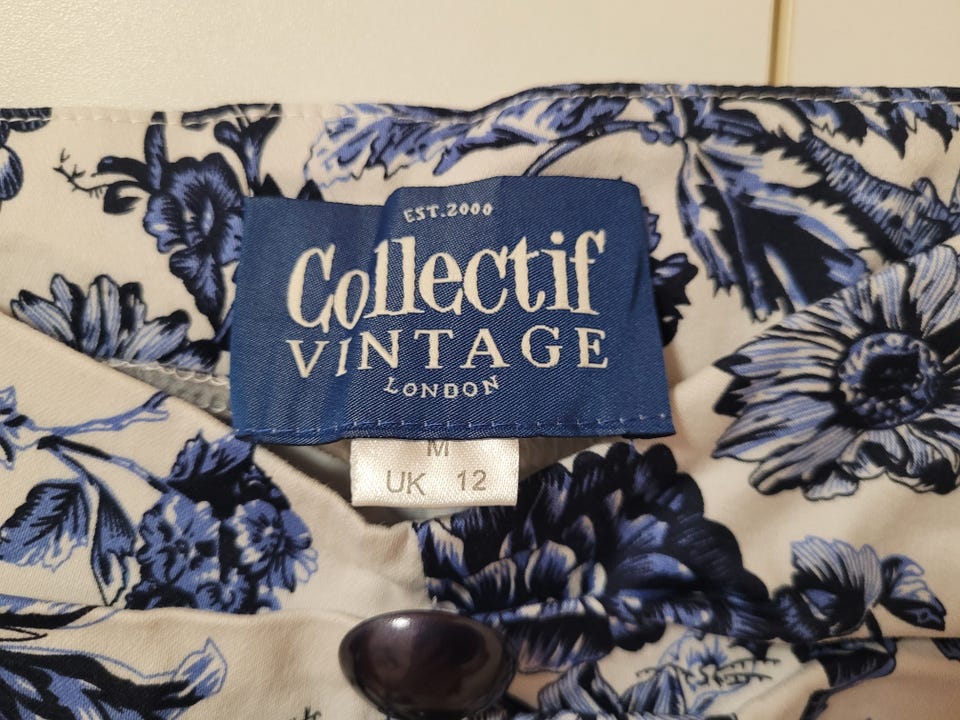 EST.2000
Collectif
VINTAGE
LONDON
M
UK 12